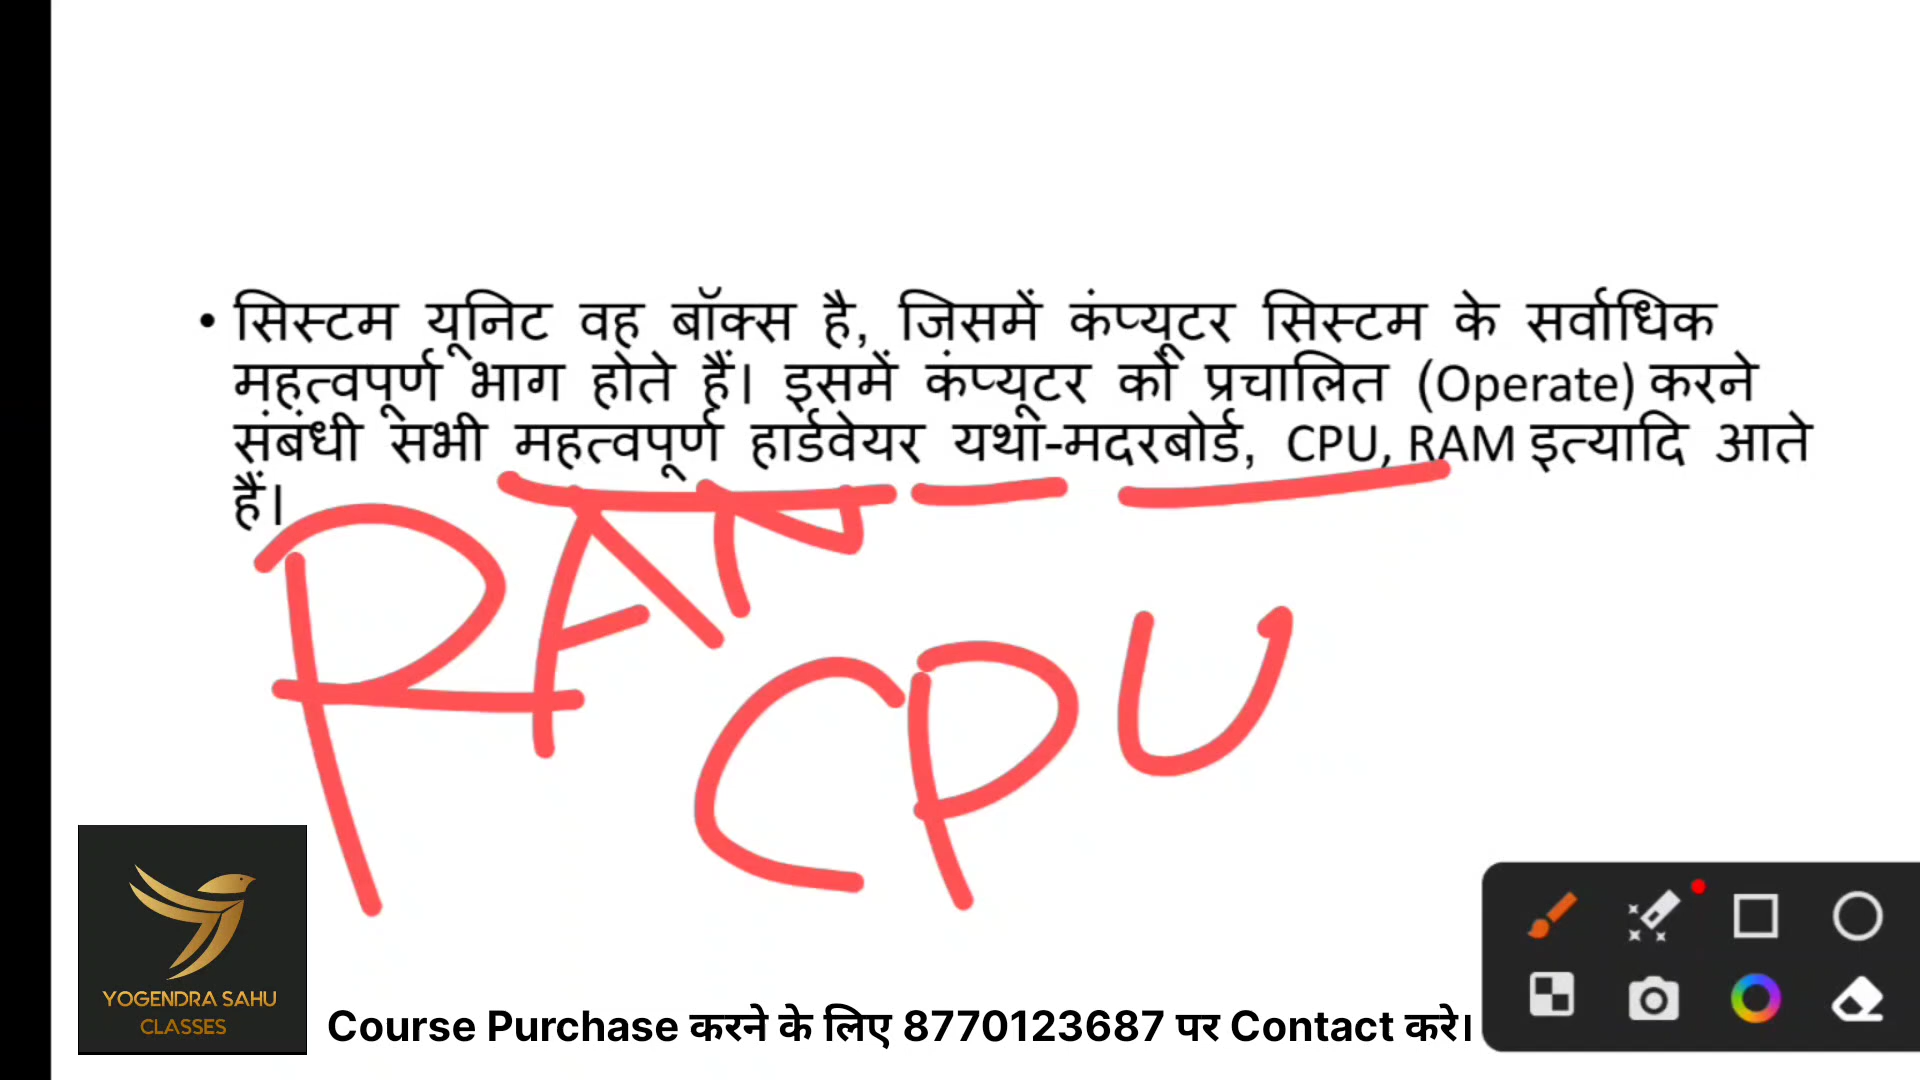 • सिस्टम यूनिट वह बॉक्स है, जिसमें कंप्यूटर सिस्टम के सर्वाधिक
महत्वपूर्ण भाग होते हैं। इसमें कंप्यूटर को प्रचालित (Operate) करने
संबंधी सभी महत्वपूर्ण हार्डवेयर यथा-मदरबोर्ड, CPU, RAM इत्यादि आते
हैं।
RAM
CPU
YOGENDRA SAHU
CLASSES
Course Purchase करने के लिए 8770123687 पर Contact करे।